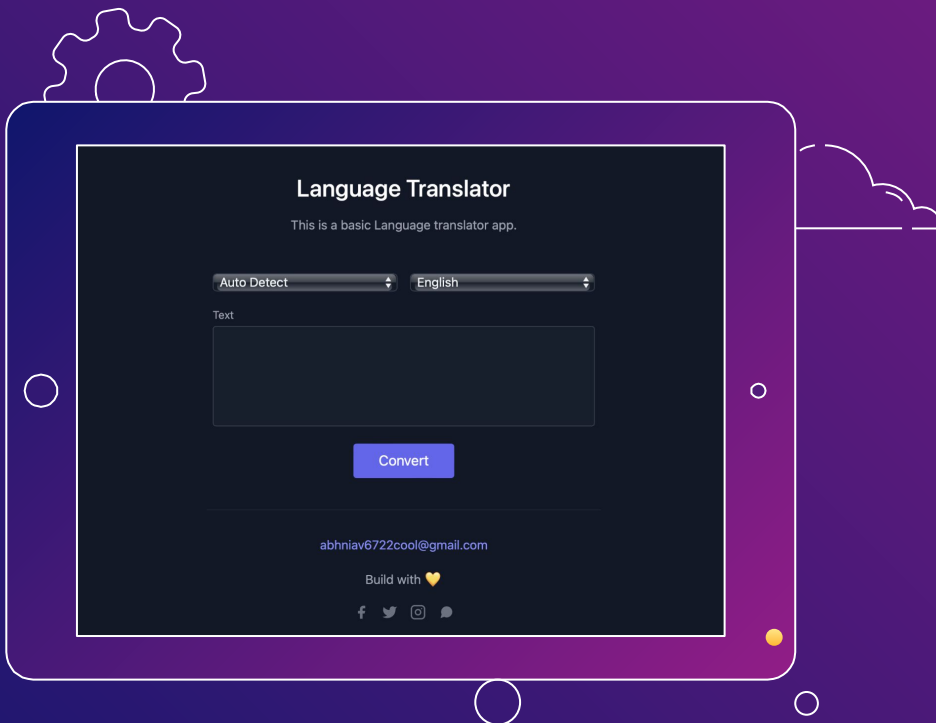 Language Translator
This is a basic Language translator app.
Auto Detect English
Text
Convert
abhniav6722cool@gmail.com
Build with 💛